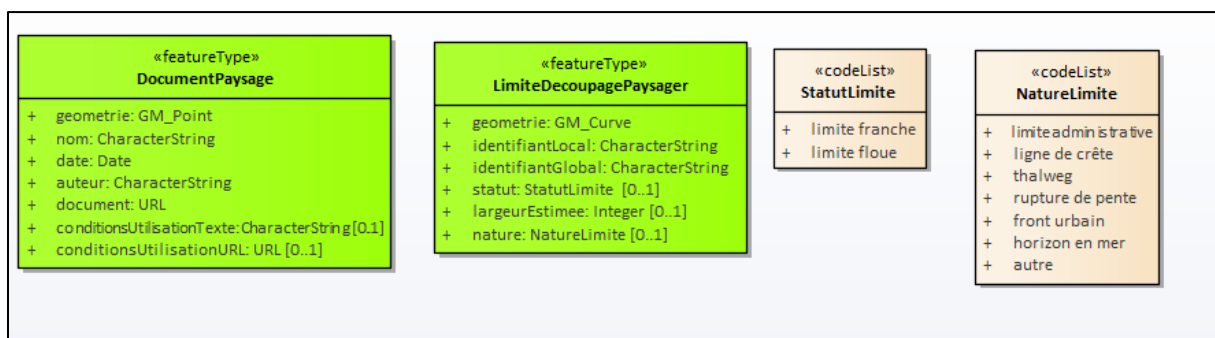 «featureType»
DocumentPaysage
+ geometrie: GM_Point
+ nom: CharacterString
+ date: Date
+ auteur: CharacterString
+ document: URL
+ conditionsUtilisationTexte:CharacterString[0.1]
+ conditionsUtilisationURL: URL [0..1]
«featureType»
LimiteDecoupagePaysager
+ geometrie: GM_Curve
+ identifiantLocal: CharacterString
+ identifiantGlobal: CharacterString
+ statut: StatutLimite [0..1]
+ largeurEstimee: Integer [0..1]
+ nature: NatureLimite [0..1]
«codeList»
StatutLimite
+ limite franche
+ limite floue
«codeList»
NatureLimite
+ limiteadministrative
+ ligne de crête
+ thalweg
+ rupture de pente
+ front urbain
+ horizon en mer
+ autre